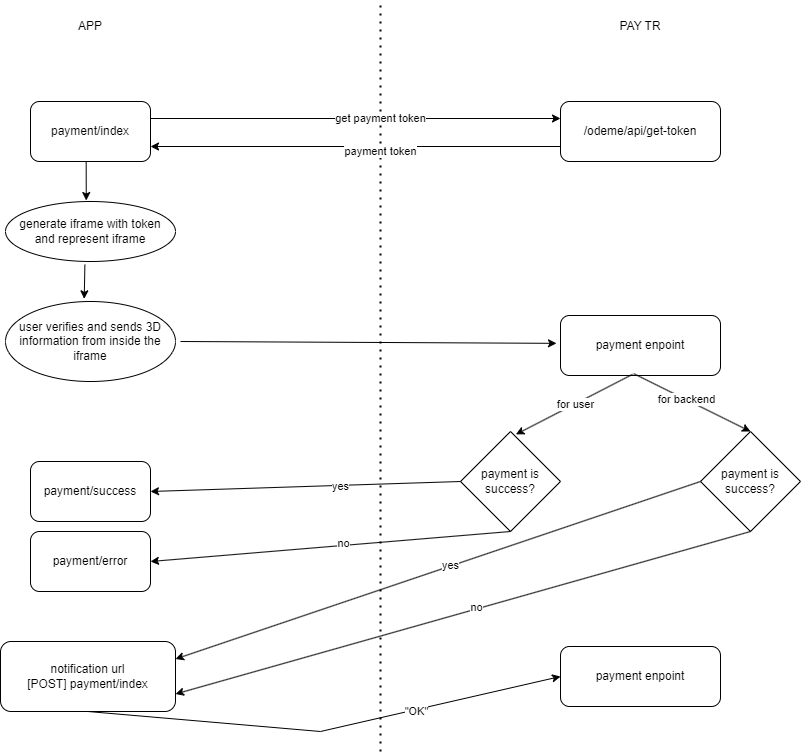 APP
PAY TR
payment/index
get payment token
/odeme/api/get-token
payment token
generate iframe with token
and represent iframe
user verifies and sends 3D
information from inside the
iframe
payment enpoint
for user
for backend
payment is
success?
payment is
success?
payment/success
yes
payment/error
no
yes
no
notification url
[POST] payment/index
payment enpoint
"OK"